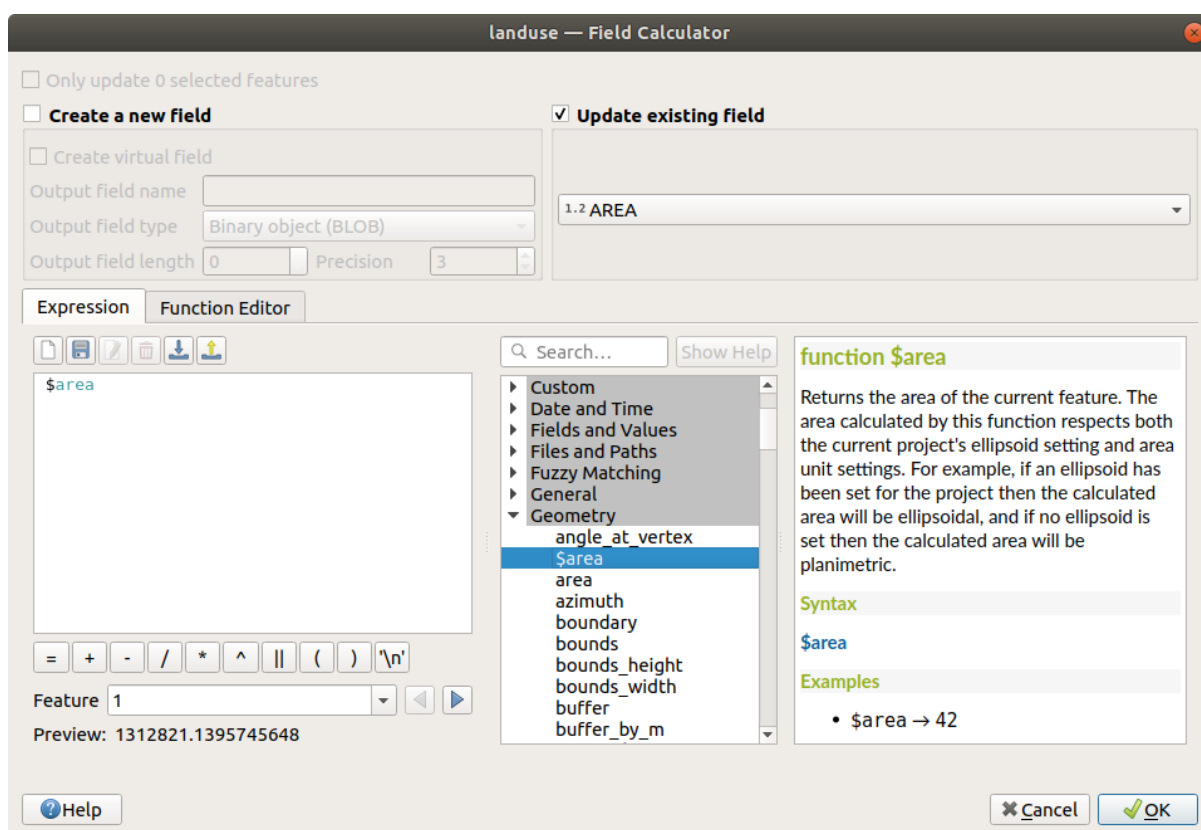 landuse — Field Calculator
Only update 0 selected features
Create a new field
Update existing field
Create virtual field
Output field name
1.2 AREA
Output field type Binary object (BLOB)
Output field length 0 Precision 3
Expression Function Editor
Search... Show Help
$area
Custom
Date and Time
Fields and Values
Files and Paths
Fuzzy Matching
General
Geometry
angle_at_vertex
$area
area
azimuth
boundary
bounds
bounds_height
bounds_width
buffer
buffer_by_m
function $area
Returns the area of the current feature. The
area calculated by this function respects both
the current project's ellipsoid setting and area
unit settings. For example, if an ellipsoid has
been set for the project then the calculated
area will be ellipsoidal, and if no ellipsoid is
set then the calculated area will be
planimetric.
Syntax
$area
Examples
• $area → 42
= + - / * ^ || ( ) '\n'
Feature 1
Preview: 1312821.1395745648
Help Cancel OK